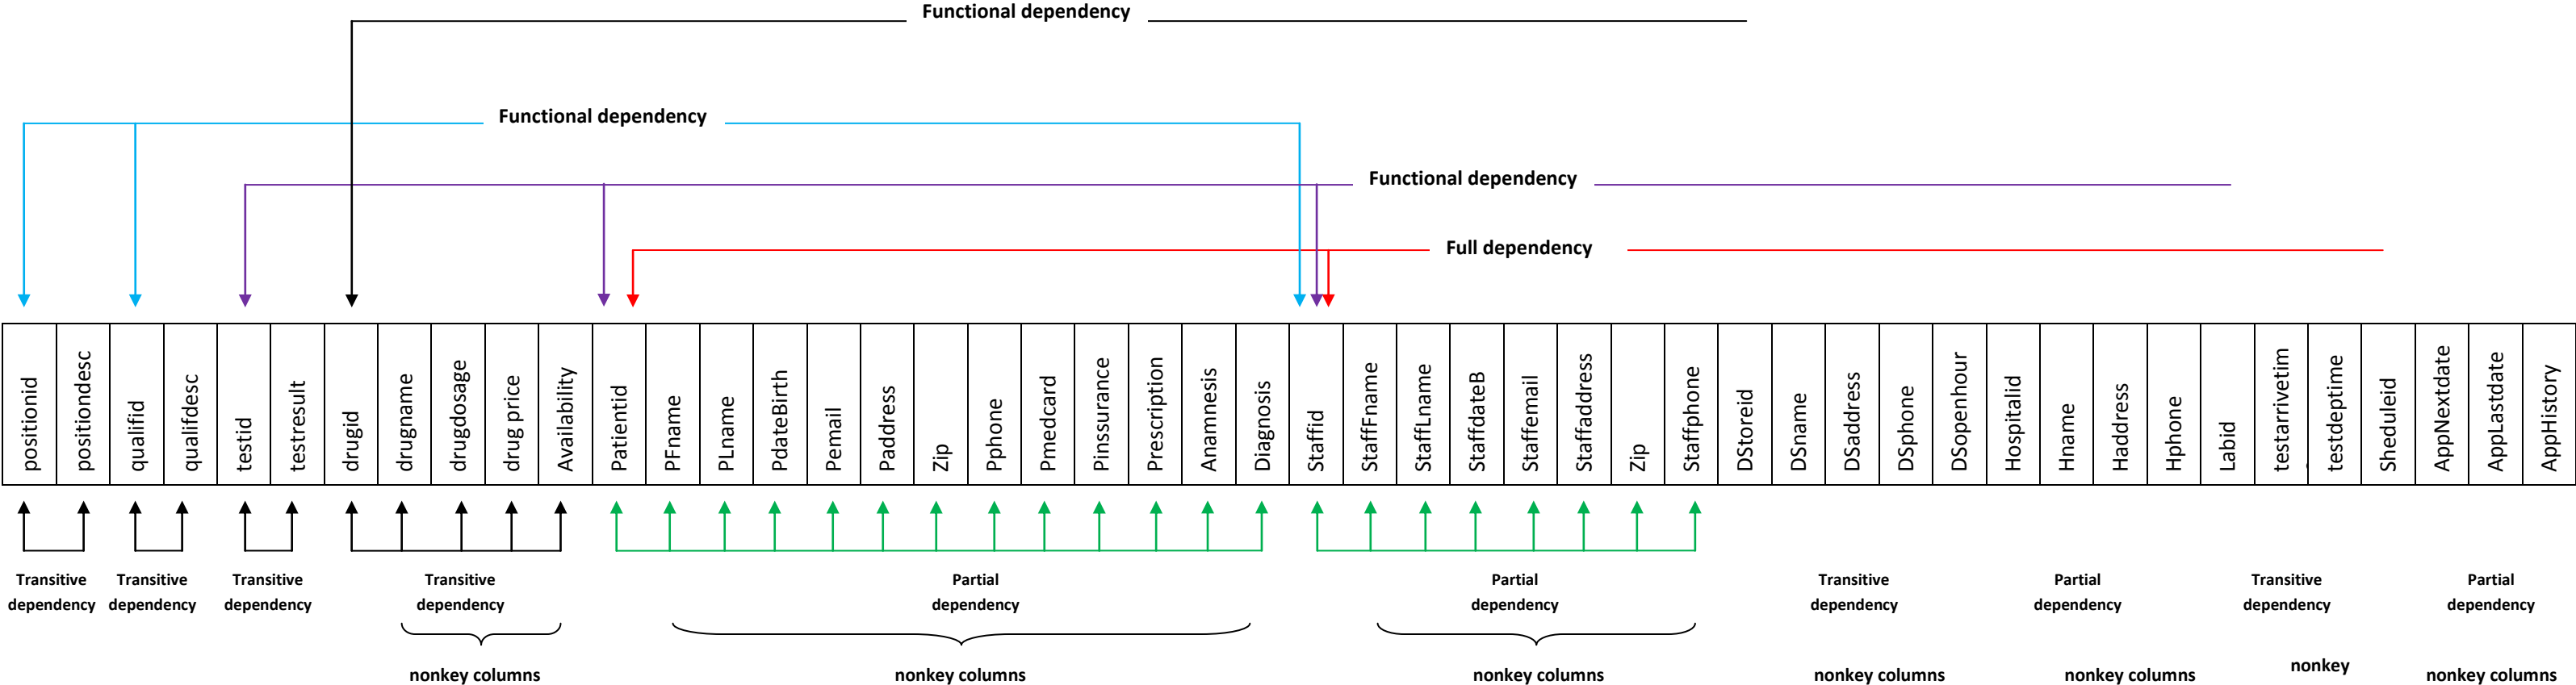 Functional dependency
Functional dependency
Functional dependency
Full dependency
positionid
positiondesc
qualifid
qualifdesc
testid
testresult
drugid
drugname
drugdosage
drug price
Availability
Patientid
PFname
PLrname
PdateBirth
Pemail
Paddress
Zip
Pphone
Pmedcard
Pinssurance
Prescription
Anamnesis
Diagnosis
Staffid
StaffFname
StaffLname
StaffdateB
Staffemail
Staffaddress
Zip
Staffphone
DStoreid
DSname
DSaddress
DSphone
DSopenhour
Hospitalid
Hname
Haddress
Hphone
Labid
testarrivetim
testdeptime
Sheduleid
AppNextdate
AppLastdate
AppHistory
Transitive
dependency
Transitive
dependency
Transitive
dependency
Transitive
dependency
Partial
dependency
Partial
dependency
Transitive
dependency
Partial
dependency
Transitive
dependency
Partial
dependency
nonkey columns
nonkey columns
nonkey columns
nonkey columns
nonkey columns
nonkey
nonkey columns